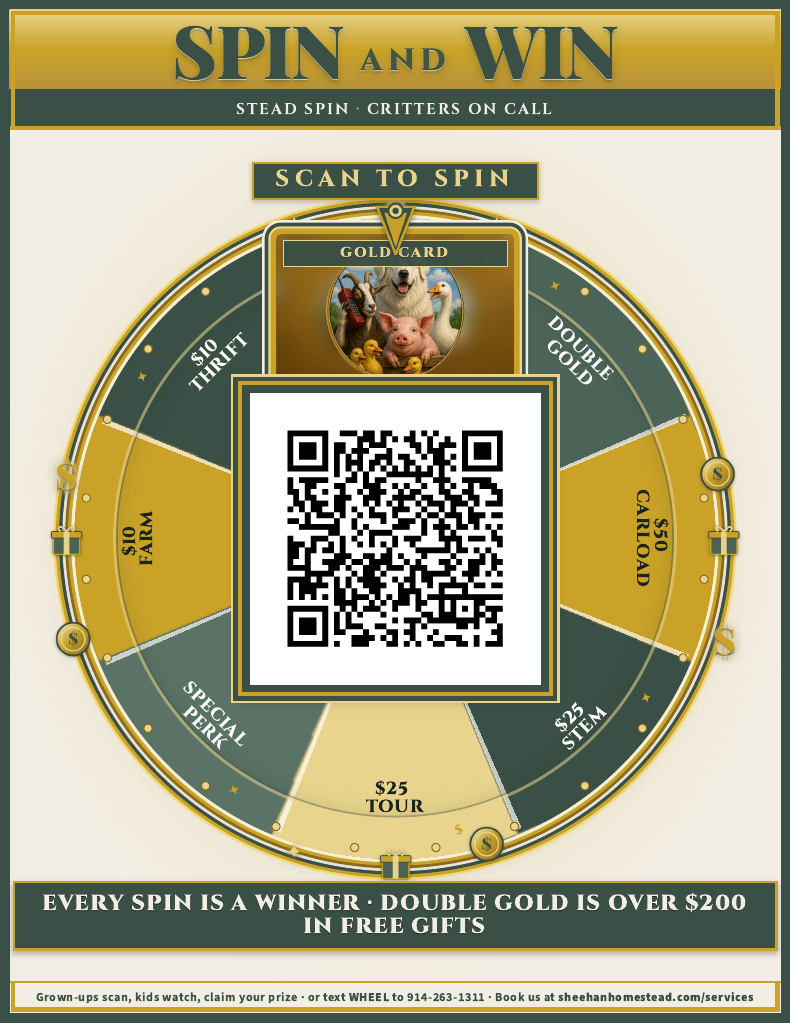 SPIN AND WIN
STEAD SPIN · CRITTERS ON CALL
SCAN TO SPIN
GOLD CARD
$10
THRIFT
DOUBLE
GOLD
$10
FARM
$50
CARLOAD
SPECIAL
PERK
$25
STEM
$25
TOUR
$
$
$
$
$
$
EVERY SPIN IS A WINNER · DOUBLE GOLD IS OVER $200
IN FREE GIFTS
Grown-ups scan, kids watch, claim your prize · or text WHEEL to 914-263-1311 · Book us at sheehanhomestead.com/services